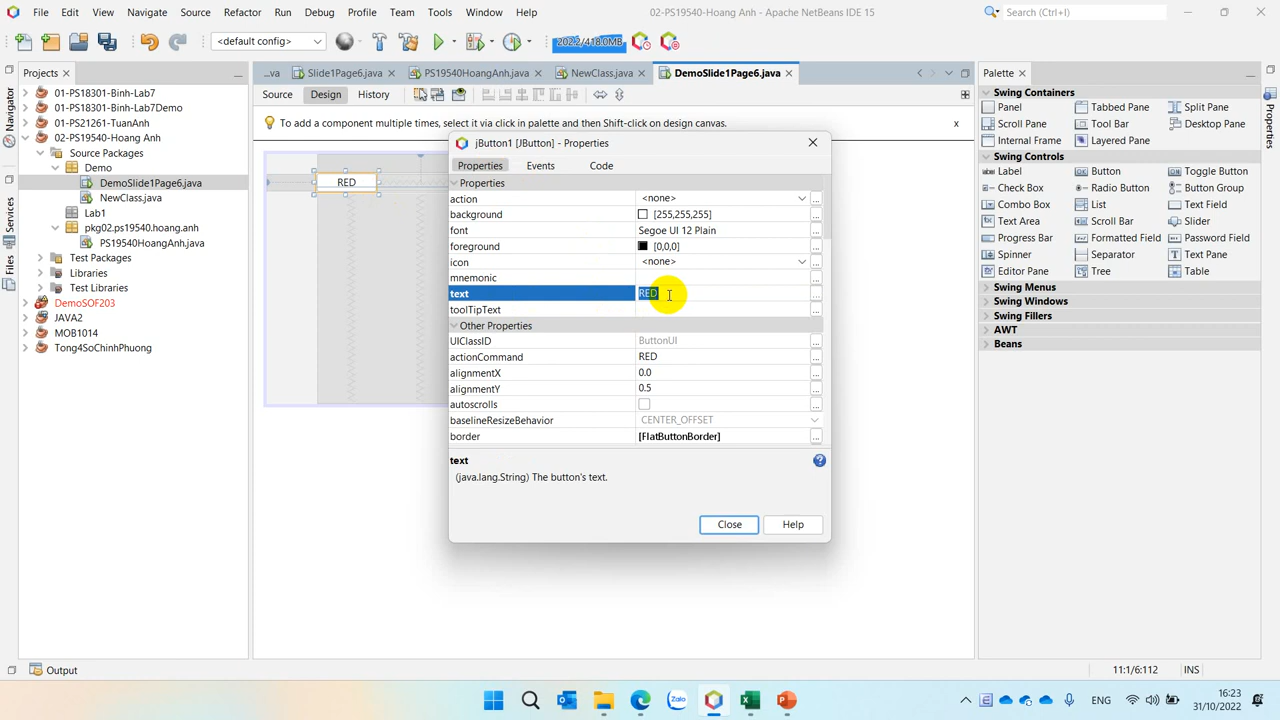 File Edit View Navigate Source Refactor Run Debug Profile Team Tools Window Help
02-PS19540-Hoang Anh - Apache NetBeans IDE 15
Search (Ctrl+I)
<default config>
202.2/418.0MB
Projects
...va
Slide1Page6.java
PS19540HoangAnh.java
NewClass.java
DemoSlide1Page6.java
Palette
Source Design History
To add a component multiple times, select it via click in palette and then Shift-click on design canvas.
x
Navigator
Services
Files
01-PS18301-Binh-Lab7
01-PS18301-Binh-Lab7Demo
01-PS21261-TuanAnh
02-PS19540-Hoang Anh
Source Packages
Demo
DemoSlide1Page6.java
NewClass.java
Lab1
pkg02.ps19540.hoang.anh
PS19540HoangAnh.java
Test Packages
Libraries
Test Libraries
DemoSOF203
JAVA2
MOB1014
Tong4SoChinhPhuong
RED
jButton1 [JButton] - Properties
Properties Events Code
Properties
action <none> ...
background [255,255,255] ...
font Segoe UI 12 Plain ...
foreground [0,0,0] ...
icon <none> ...
mnemonic ...
text RED ...
toolTipText ...
Other Properties
UIClassID ButtonUI ...
actionCommand RED ...
alignmentX 0.0 ...
alignmentY 0.5 ...
autoscrolls ...
baselineResizeBehavior CENTER_OFFSET
border [FlatButtonBorder] ...
text
(java.lang.String) The button's text.
Close Help
Swing Containers
Panel Tabbed Pane Split Pane
Scroll Pane Tool Bar Desktop Pane
Internal Frame Layered Pane
Swing Controls
Label Button Toggle Button
Check Box Radio Button Button Group
Combo Box List Text Field
Text Area Scroll Bar Slider
Progress Bar Formatted Field Password Field
Spinner Separator Text Pane
Editor Pane Tree Table
Swing Menus
Swing Windows
Swing Fillers
AWT
Beans
Properties
Output
11:1/6:112 INS
Zalo
ENG
16:23
31/10/2022